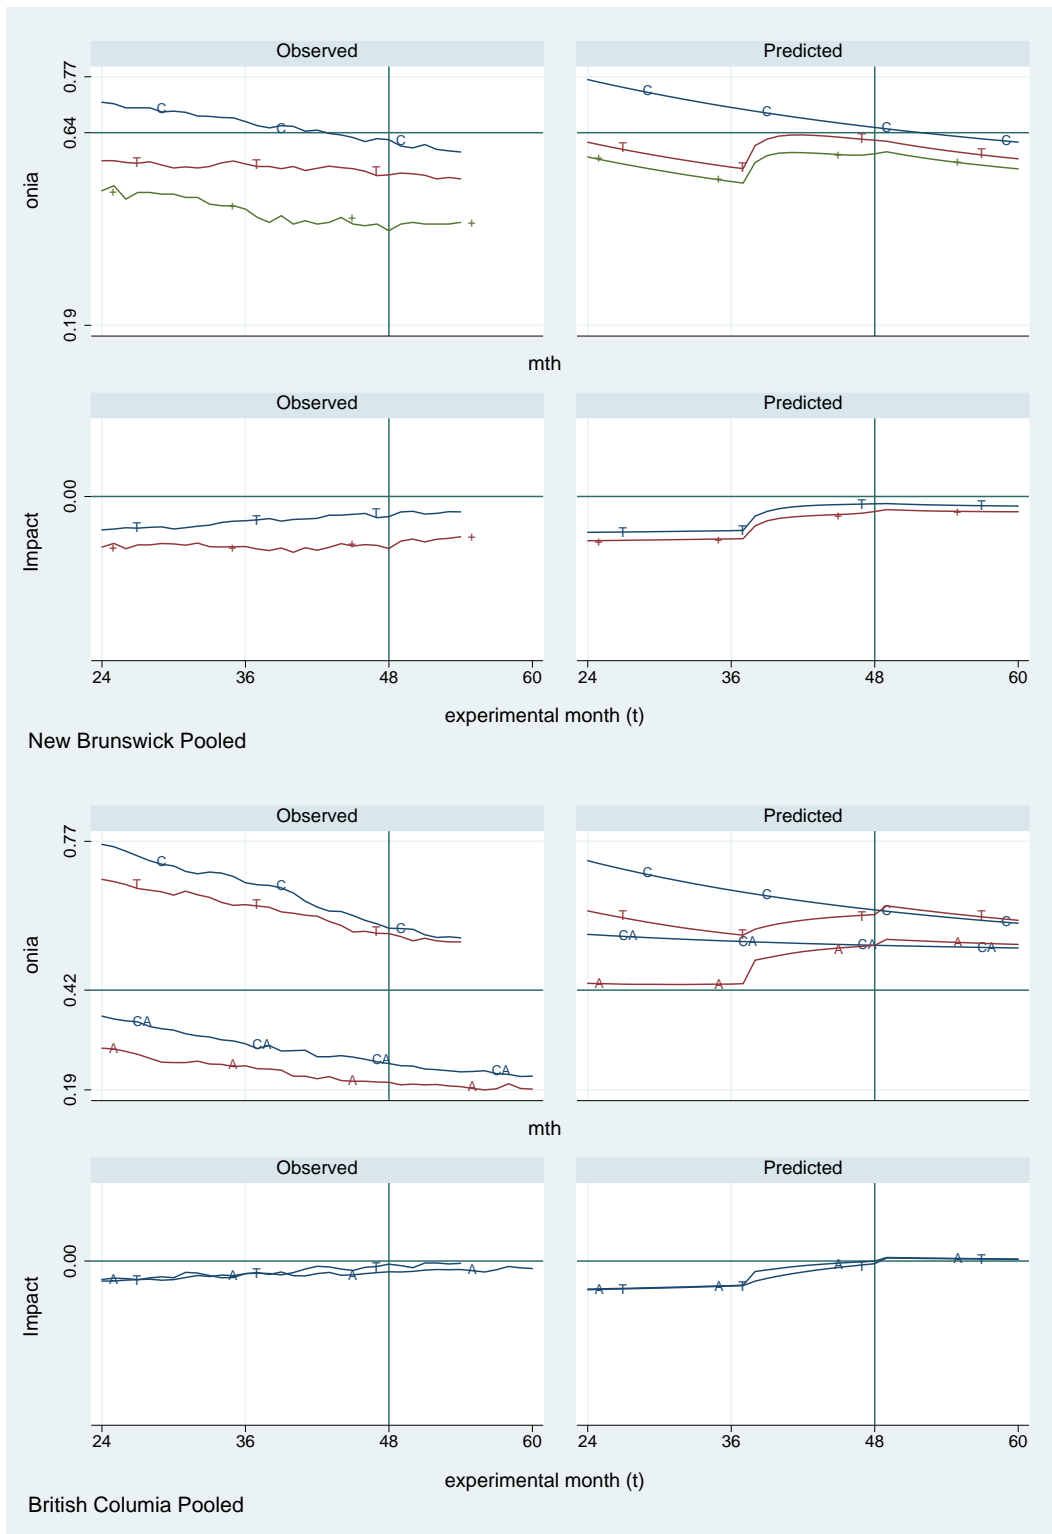 Observed
Predicted
0.77
0.64
0.19
onia
C
C
C
T
T
T
+
+
+
+
C
C
C
C
T
T
T
T
+
+
+
+
mth
Observed
Predicted
0.00
Impact
T
T
T
+
+
+
+
T
T
T
T
+
+
+
+
24
36
48
60
24
36
48
60
experimental month (t)
New Brunswick Pooled
Observed
Predicted
0.77
0.42
0.19
onia
C
C
C
T
T
T
CA
CA
CA
CA
A
A
A
A
C
C
C
C
T
T
T
T
CA
CA
CA
CA
A
A
A
A
mth
Observed
Predicted
0.00
Impact
A
T
A
T
A
T
A
A
T
A
T
A
T
A
T
24
36
48
60
24
36
48
60
experimental month (t)
British Columia Pooled